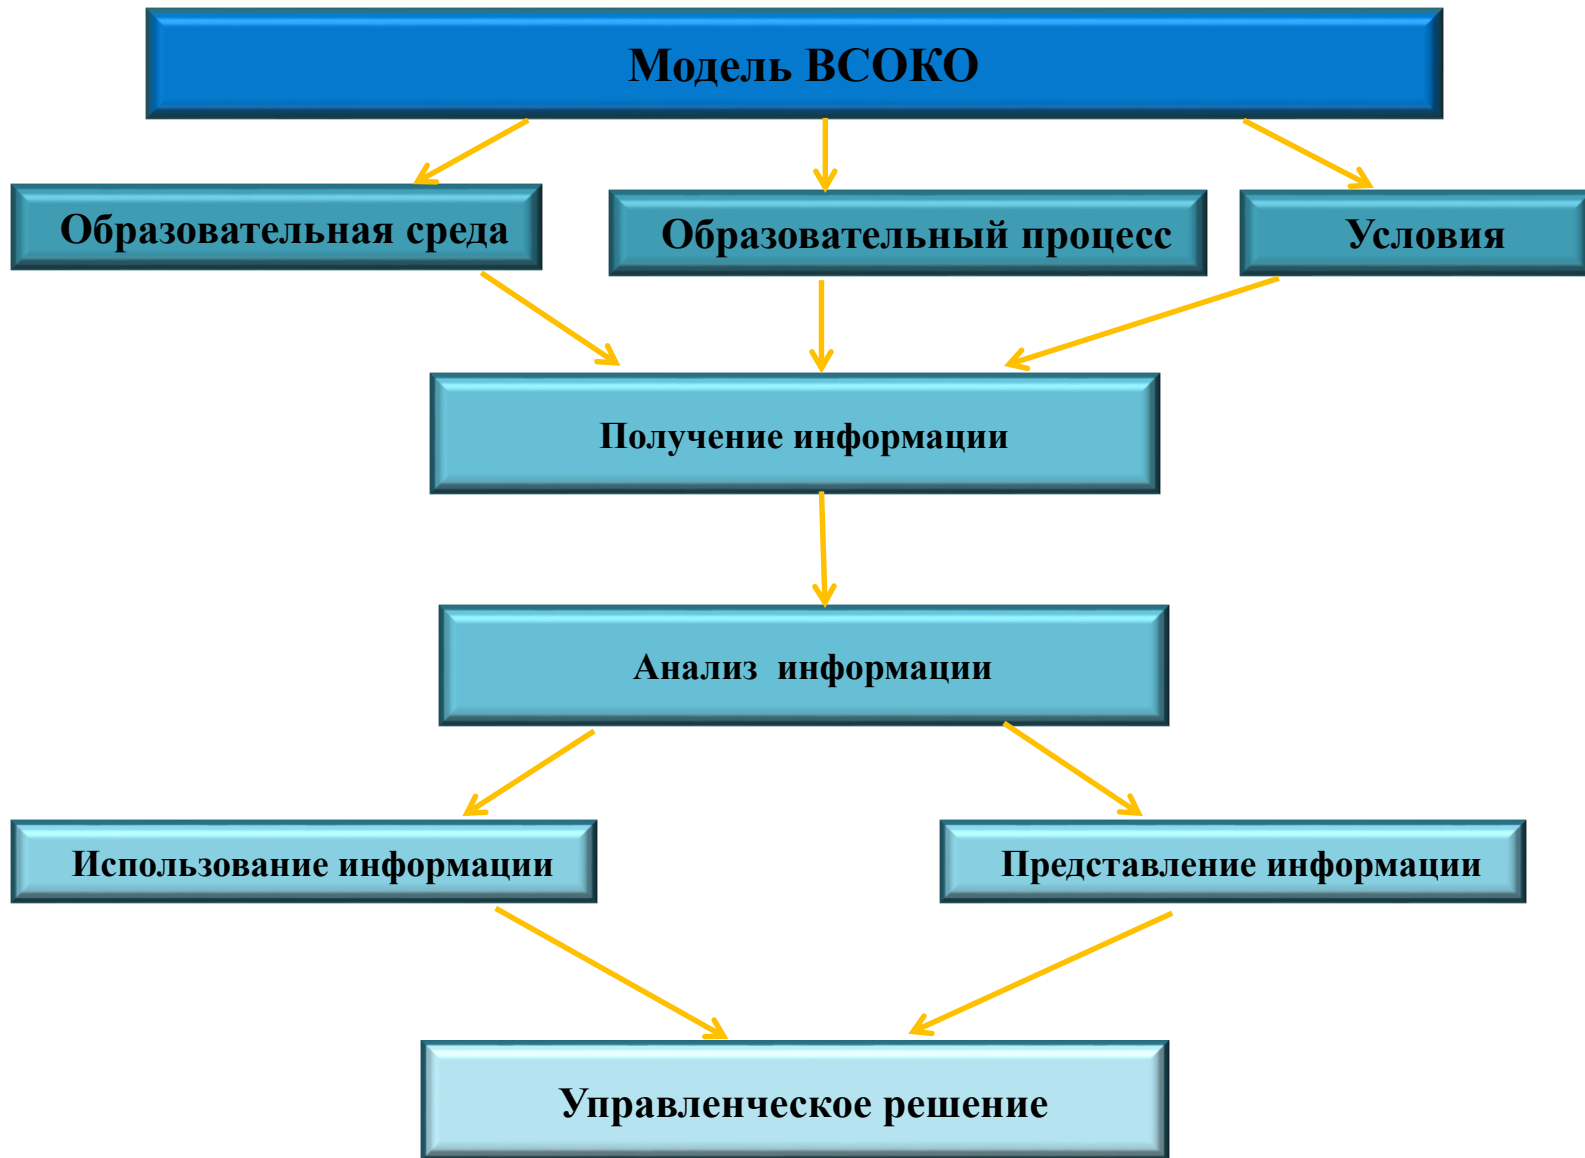 Модель ВСОКО
Образовательная среда
Образовательный процесс
Условия
Получение информации
Анализ  информации
Использование информации
Представление информации
Управленческое решение